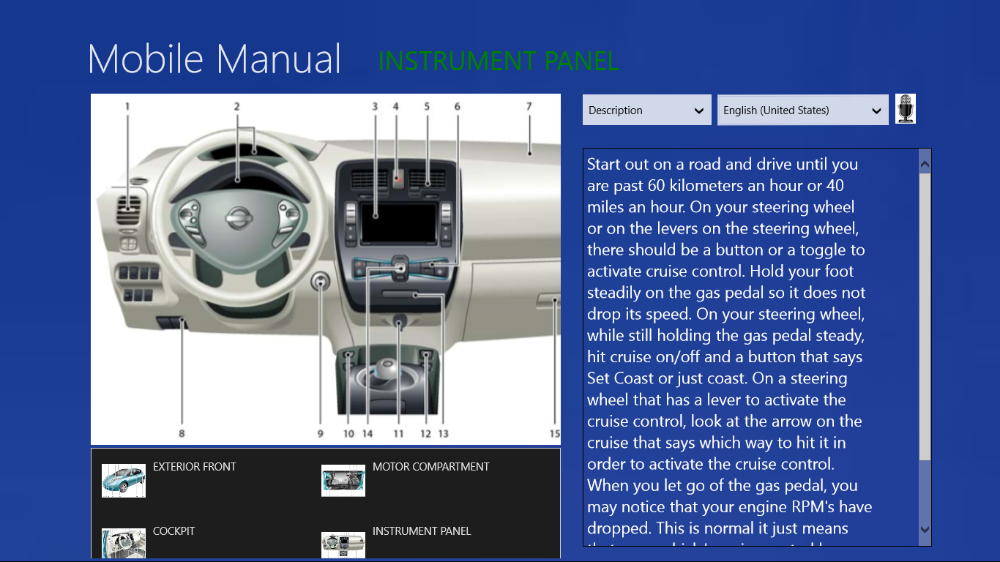 Mobile Manual INSTRUMENT PANEL
1 2 3 4 5 6 7
8 9 10 14 11 12 13 15
EXTERIOR FRONT MOTOR COMPARTMENT
COCKPIT INSTRUMENT PANEL
Description English (United States)
Start out on a road and drive until you
are past 60 kilometers an hour or 40
miles an hour. On your steering wheel
or on the levers on the steering wheel,
there should be a button or a toggle to
activate cruise control. Hold your foot
steadily on the gas pedal so it does not
drop its speed. On your steering wheel,
while still holding the gas pedal steady,
hit cruise on/off and a button that says
Set Coast or just coast. On a steering
wheel that has a lever to activate the
cruise control, look at the arrow on the
cruise that says which way to hit it in
order to activate the cruise control.
When you let go of the gas pedal, you
may notice that your engine RPM's have
dropped. This is normal it just means